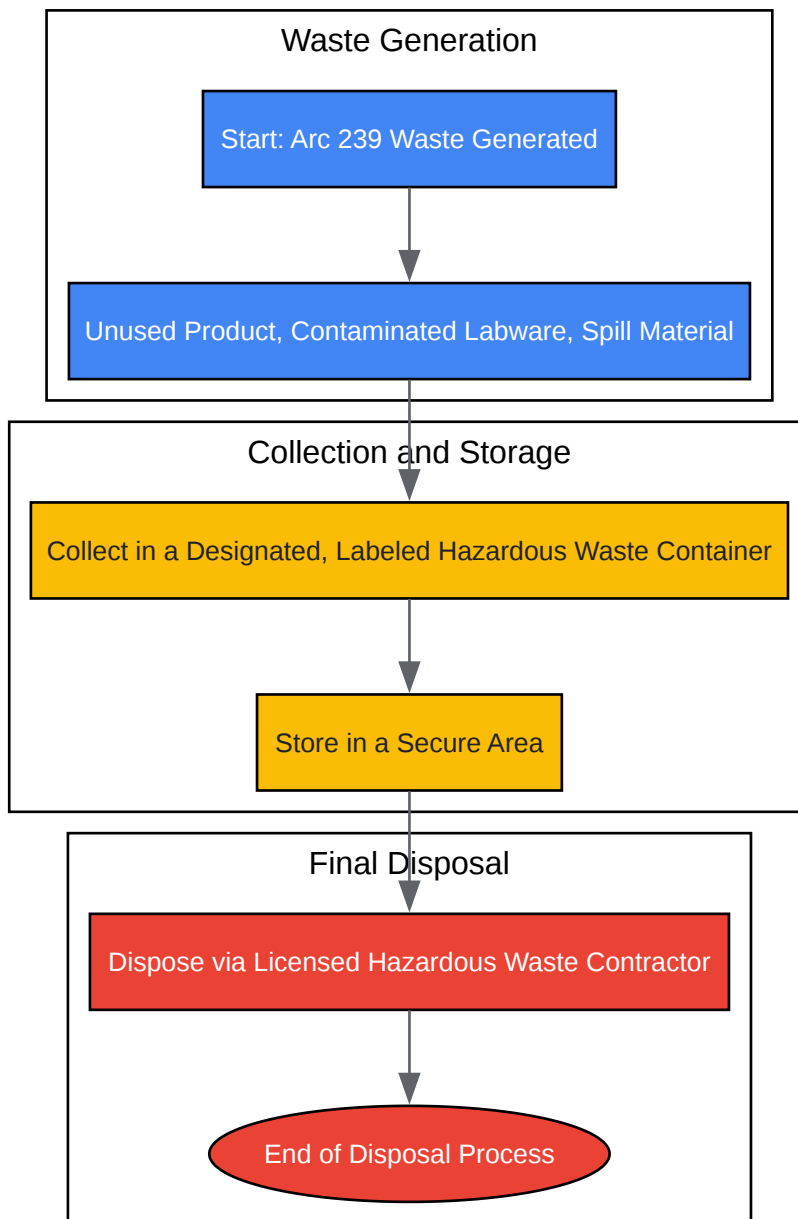 Waste Generation
Start: Arc 239 Waste Generated
Unused Product, Contaminated Labware, Spill Material
Collection and Storage
Collect in a Designated, Labeled Hazardous Waste Container
Store in a Secure Area
Final Disposal
Dispose via Licensed Hazardous Waste Contractor
End of Disposal Process